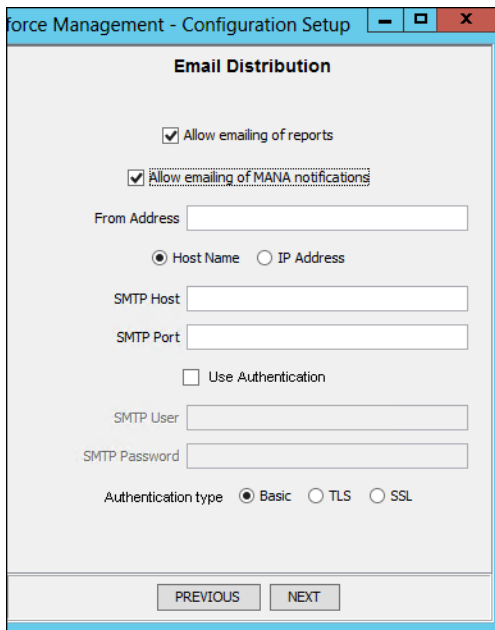 force Management - Configuration Setup
Email Distribution
Allow emailing of reports
Allow emailing of MANA notifications
From Address
Host Name IP Address
SMTP Host
SMTP Port
Use Authentication
SMTP User
SMTP Password
Authentication type Basic TLS SSL
PREVIOUS NEXT